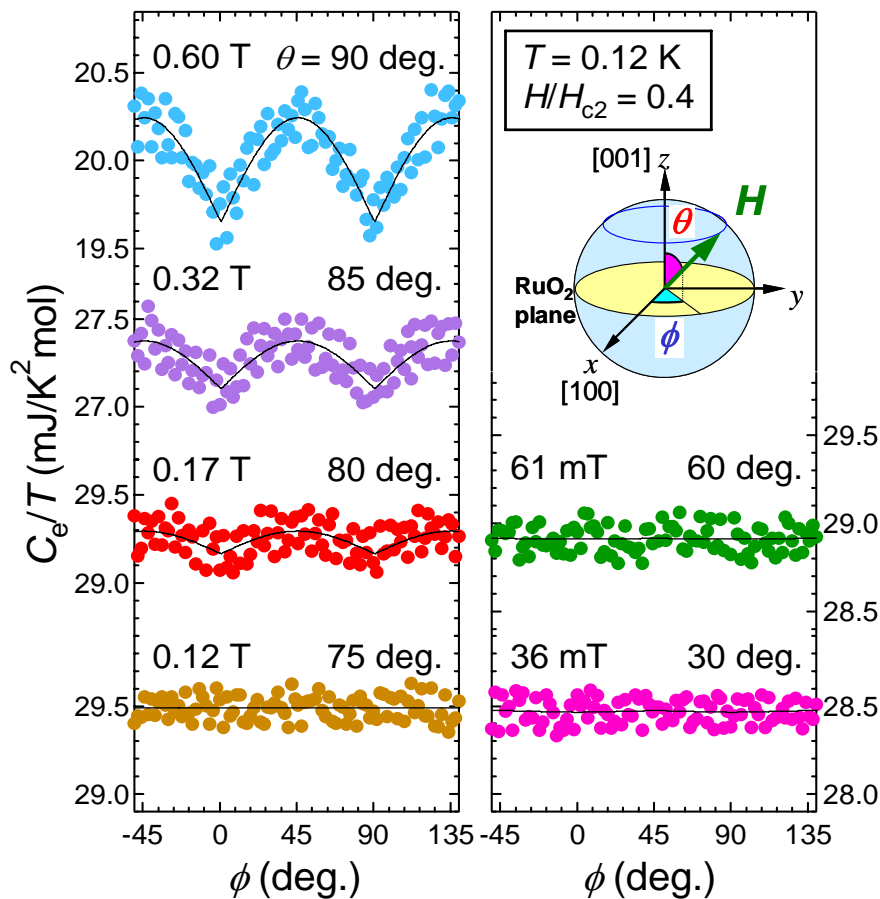 C_e/T (mJ/K²mol)
0.60 T θ = 90 deg.
20.5
20.0
19.5
0.32 T 85 deg.
27.5
27.0
0.17 T 80 deg.
29.5
29.0
0.12 T 75 deg.
29.5
29.0
-45 0 45 90 135
ϕ (deg.)
T = 0.12 K
H/H_c2 = 0.4
[001] z
H
θ
RuO₂
plane
y
ϕ
x
[100]
29.5
61 mT 60 deg.
29.0
28.5
36 mT 30 deg.
28.5
28.0
-45 0 45 90 135
ϕ (deg.)